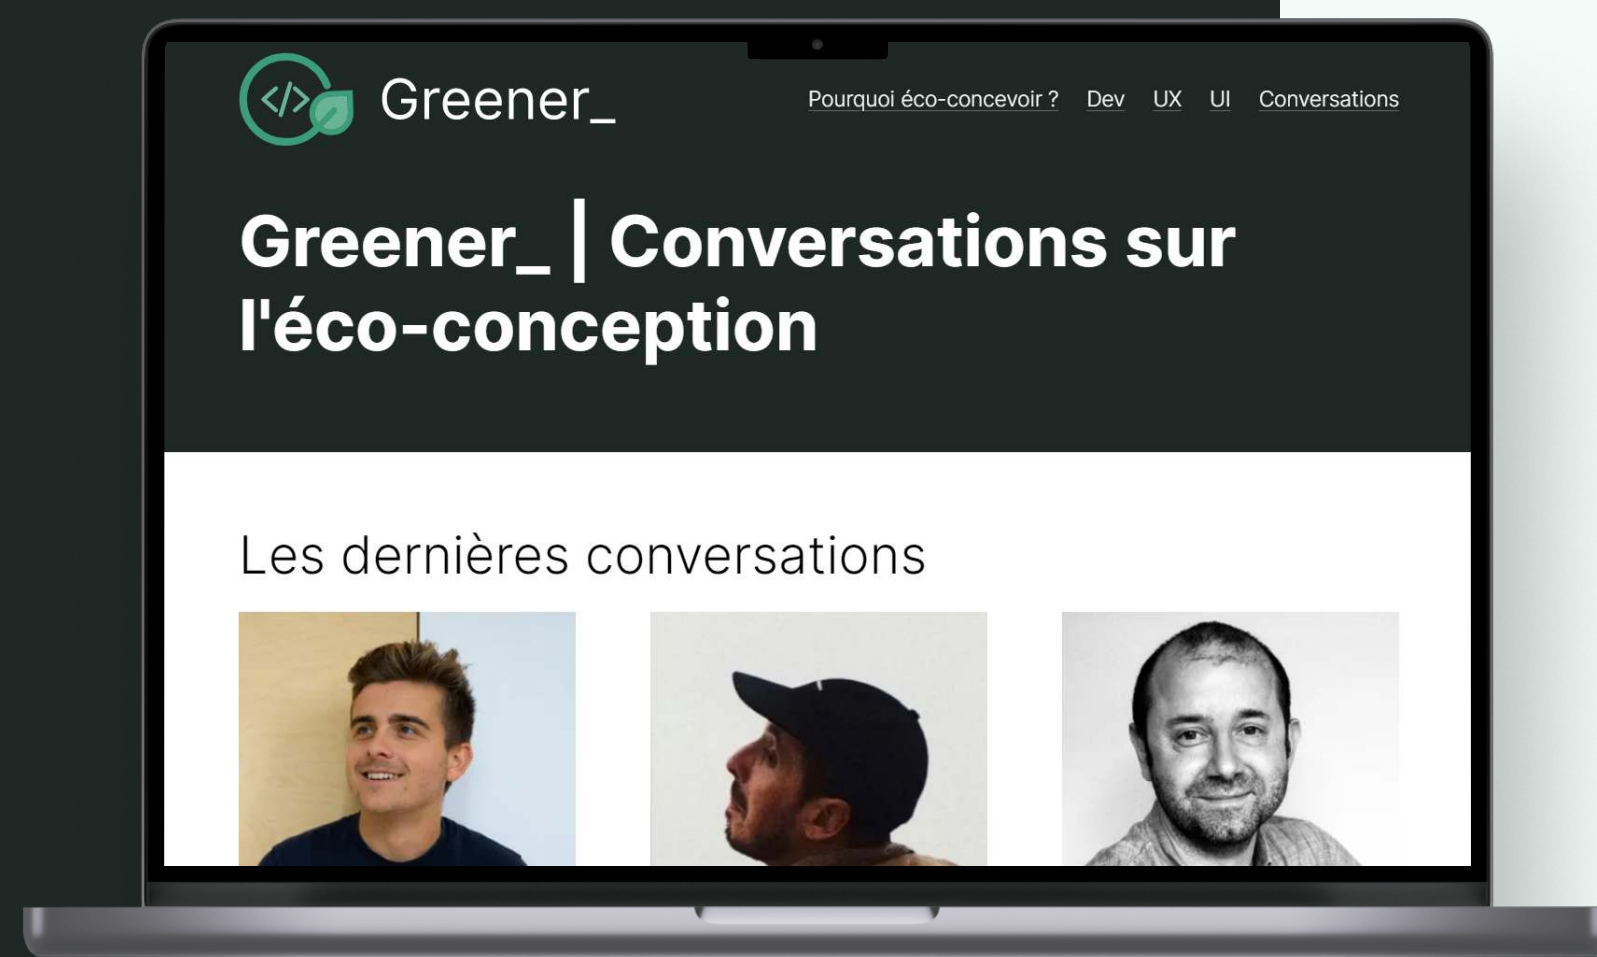 </> Greener_
Pourquoi éco-concevoir ? Dev UX UI Conversations
Greener_ | Conversations sur
l'éco-conception
Les dernières conversations